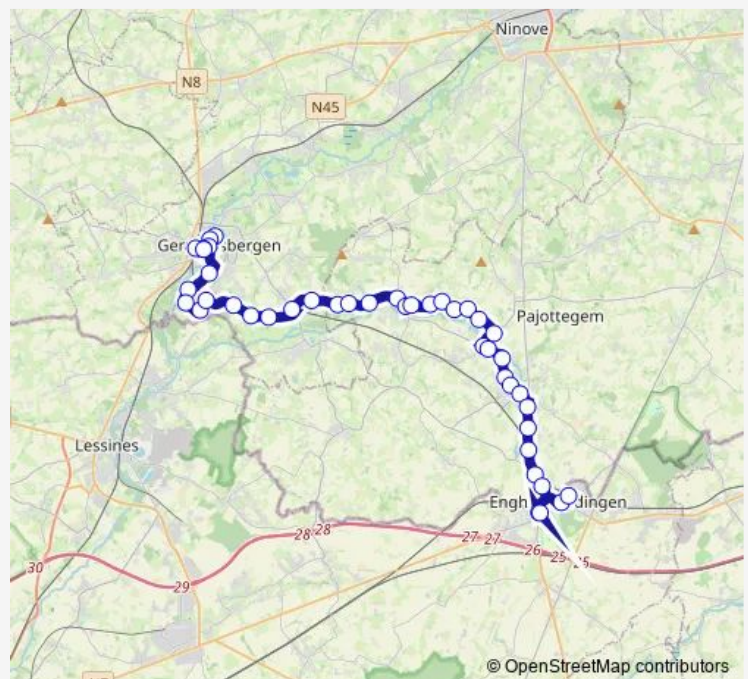 Ninove
N8
N45
Ger
sbergen
Pajottegem
Lessines
Engh
dingen
28 28
27 27
26
25
30
29
© OpenStreetMap contributors